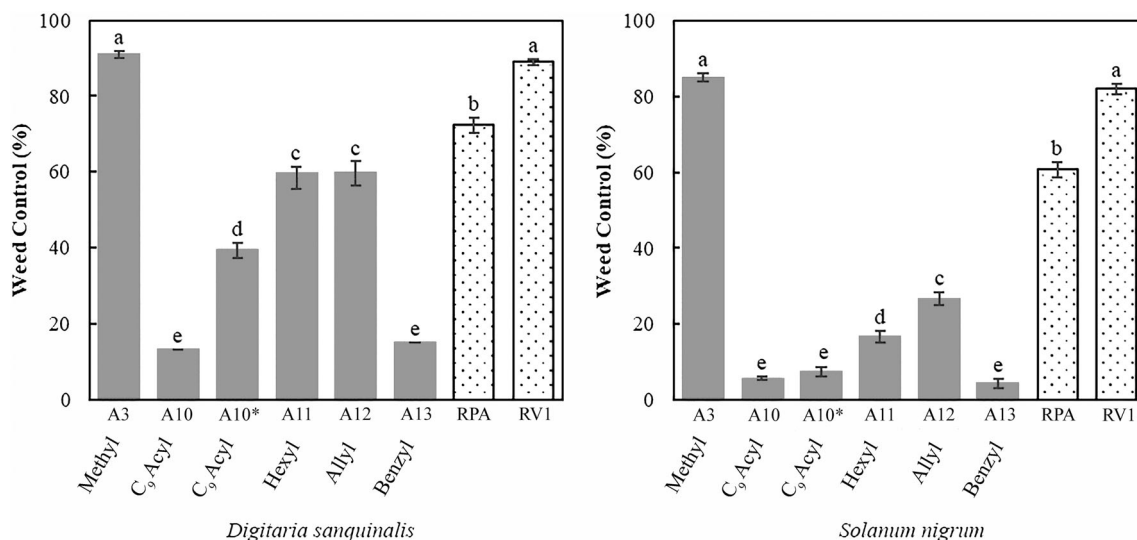 100
80
60
40
20
0
Weed Control (%)
a
e
d
c
c
e
b
a
A3 A10 A10* A11 A12 A13 RPA RV1
Methyl
C9 Acyl
C9 Acyl
Hexyl
Allyl
Benzyl
Digitaria sanquinalis
100
80
60
40
20
0
Weed Control (%)
a
e
e
d
c
e
b
a
A3 A10 A10* A11 A12 A13 RPA RV1
Methyl
C9 Acyl
C9 Acyl
Hexyl
Allyl
Benzyl
Solanum nigrum